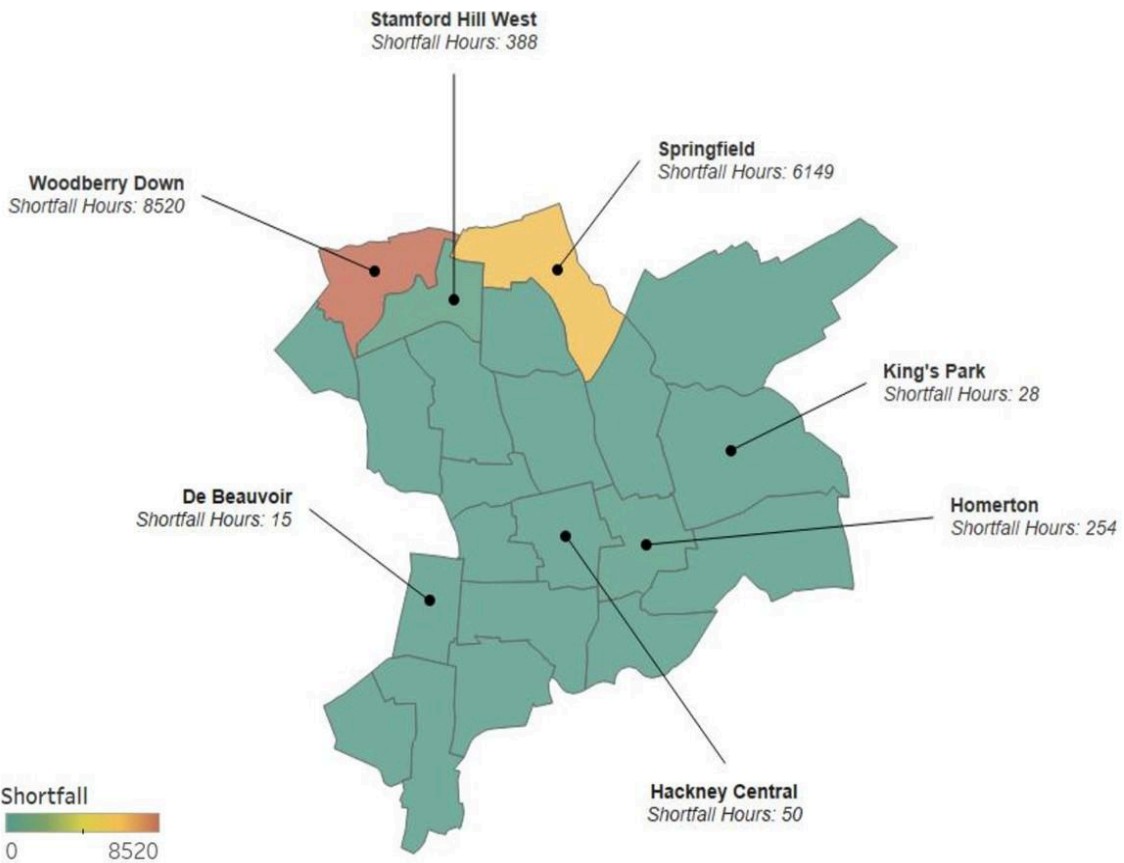 Stamford Hill West
Shortfall Hours: 388
Springfield
Shortfall Hours: 6149
Woodberry Down
Shortfall Hours: 8520
King's Park
Shortfall Hours: 28
De Beauvoir
Shortfall Hours: 15
Homerton
Shortfall Hours: 254
Hackney Central
Shortfall Hours: 50
Shortfall
0 8520